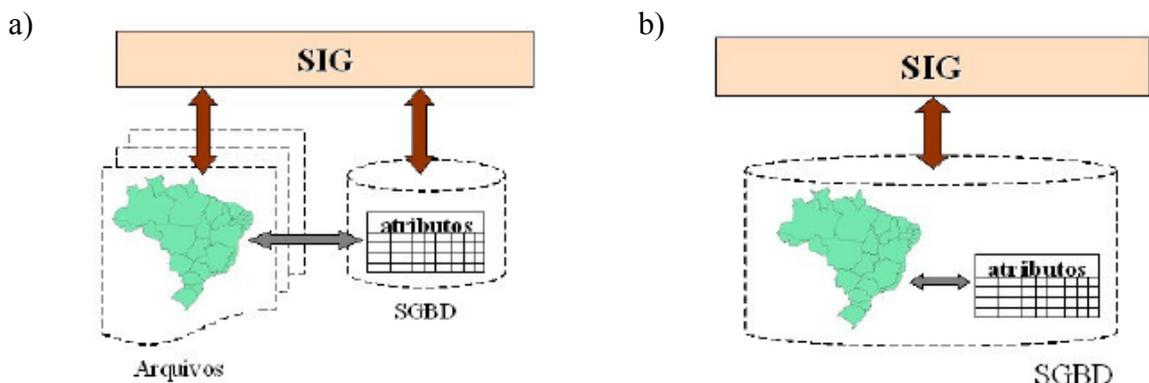 a)
SIG
atributos
SGBD
Arquivos
b)
SIG
atributos
SGBD